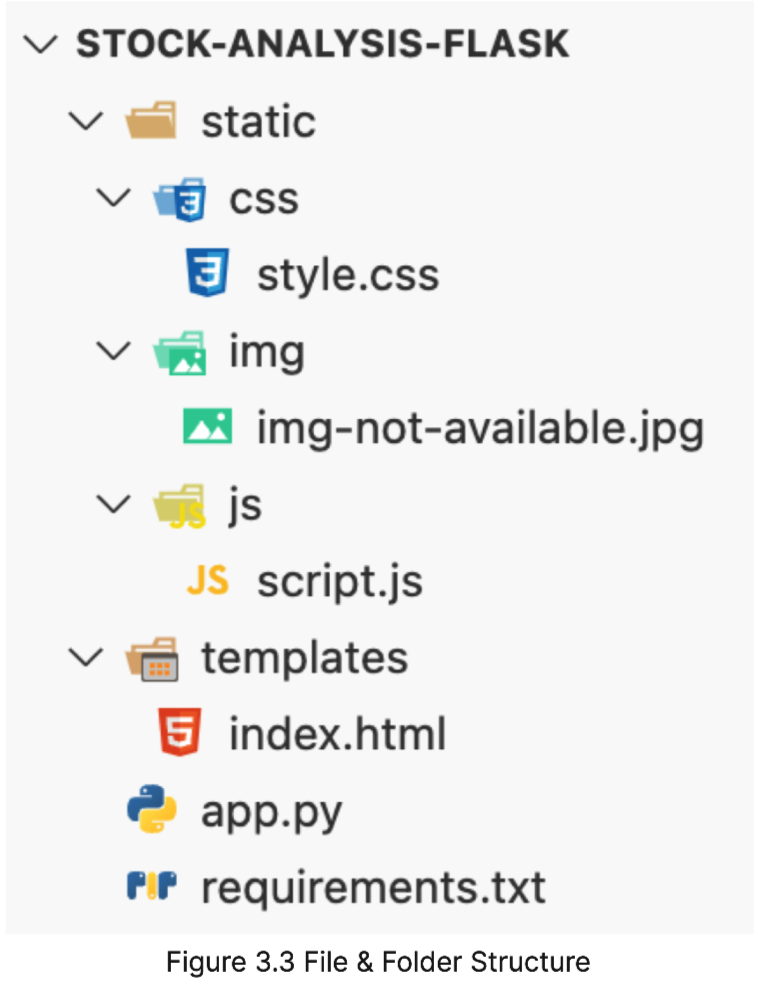 STOCK-ANALYSIS-FLASK
static
css
style.css
img
img-not-available.jpg
js
JS script.js
templates
index.html
app.py
requirements.txt
Figure 3.3 File & Folder Structure